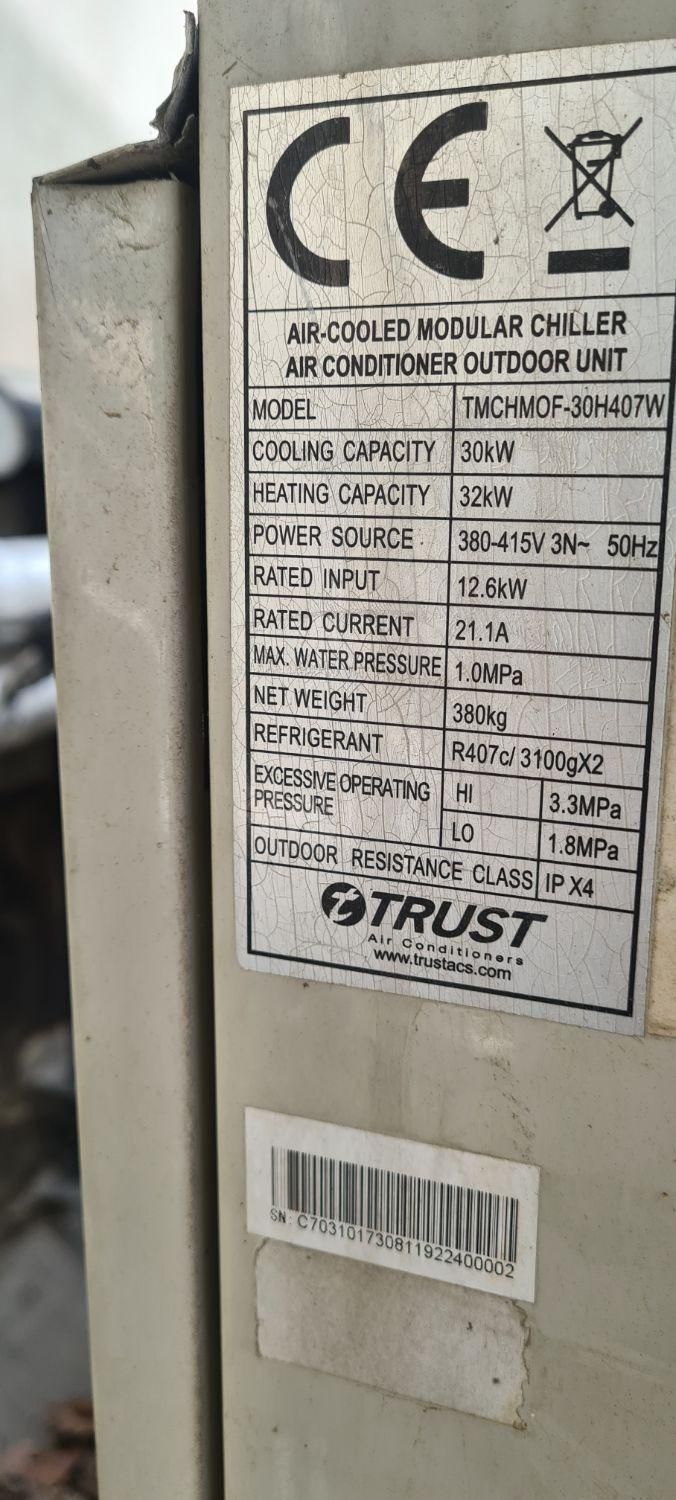 CE
AIR-COOLED MODULAR CHILLER
AIR CONDITIONER OUTDOOR UNIT
MODEL TMCHMOF-30H407W
COOLING CAPACITY 30kW
HEATING CAPACITY 32kW
POWER SOURCE 380-415V 3N~ 50Hz
RATED INPUT 12.6kW
RATED CURRENT 21.1A
MAX. WATER PRESSURE 1.0MPa
NET WEIGHT 380kg
REFRIGERANT R407c/3100gX2
EXCESSIVE OPERATING PRESSURE HI 3.3MPa
LO 1.8MPa
OUTDOOR RESISTANCE CLASS IP X4
TRUST
Air Conditioners
www.trustacs.com
SN: C703101730811922400002